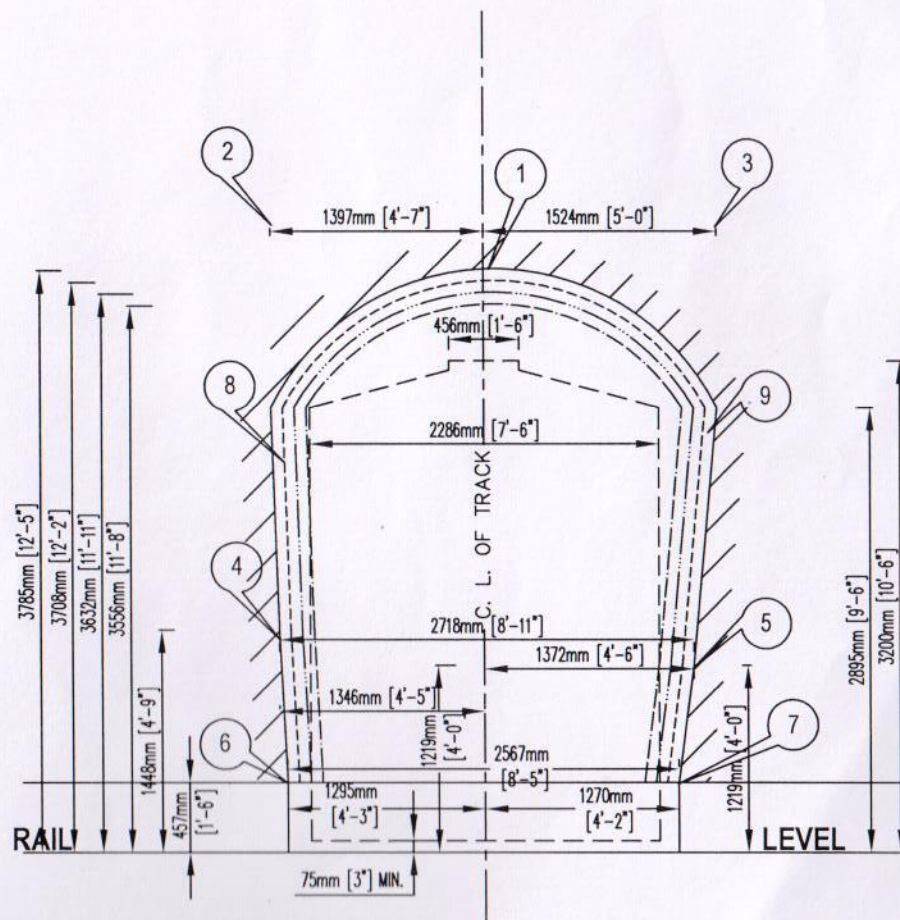 2
3
1
1397mm [4'-7"]
1524mm [5'-0"]
456mm [1'-6"]
8
9
2286mm [7'-6"]
C. L. OF TRACK
3785mm [12'-5"]
3708mm [12'-2"]
3632mm [11'-11"]
3556mm [11'-8"]
4
5
2718mm [8'-11"]
1372mm [4'-6"]
2895mm [9'-6"]
3200mm [10'-6"]
1346mm [4'-5"]
1448mm [4'-9"]
1219mm
[4'-0"]
6
7
2567mm
[8'-5"]
1219mm [4'-0"]
1295mm
[4'-3"]
1270mm
[4'-2"]
457mm
[1'-6"]
RAIL
LEVEL
75mm [3"] MIN.